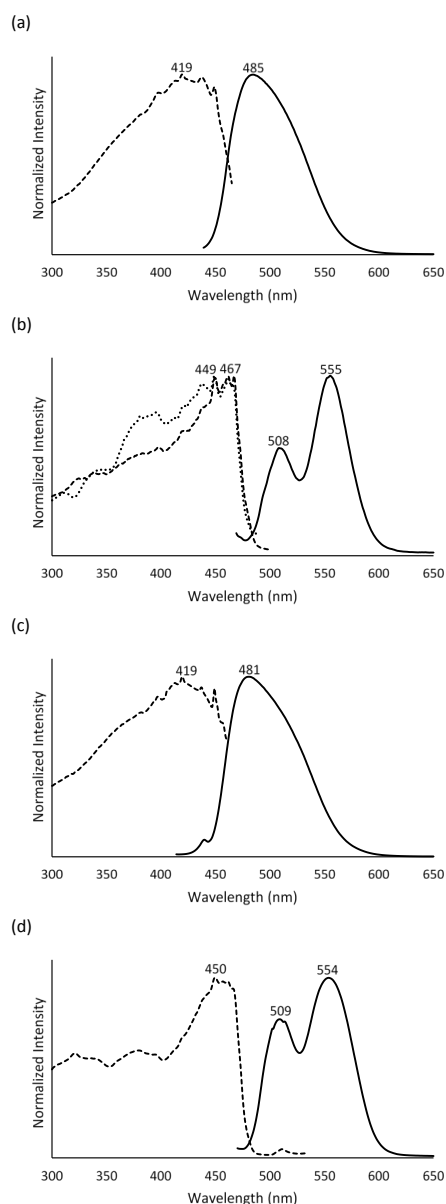 (a)
419 485
Normalized Intensity
300 350 400 450 500 550 600 650
Wavelength (nm)
(b)
449 467 555
508
Normalized Intensity
300 350 400 450 500 550 600 650
Wavelength (nm)
(c)
419 481
Normalized Intensity
300 350 400 450 500 550 600 650
Wavelength (nm)
(d)
450 554
509
Normalized Intensity
300 350 400 450 500 550 600 650
Wavelength (nm)